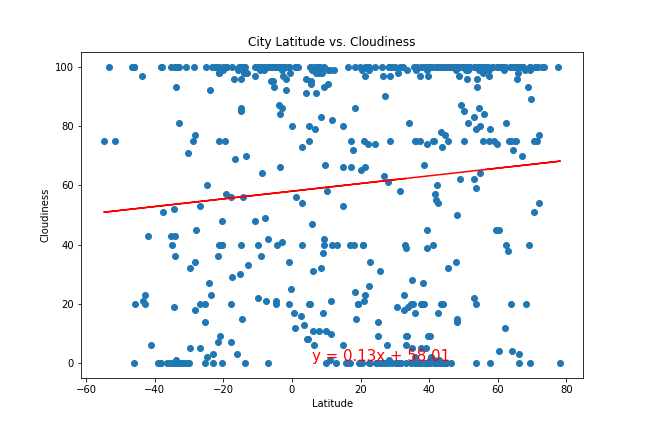 City Latitude vs. Cloudiness
100
80
60
40
20
0
Cloudiness
y = 0.13x + 58.01
−60 −40 −20 0 20 40 60 80
Latitude